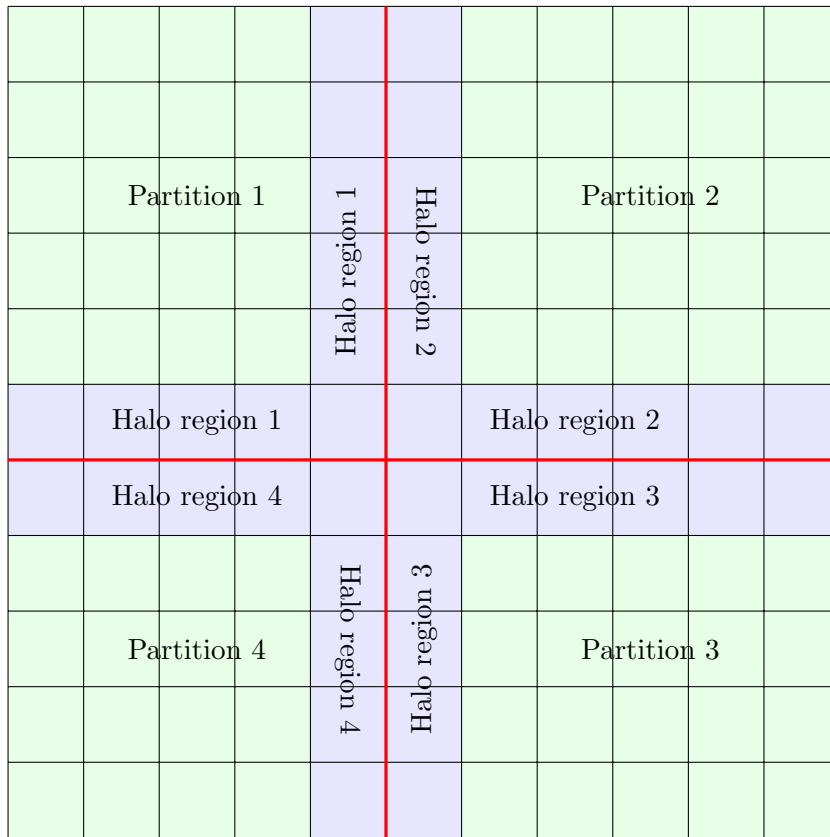 Partition 1
Halo region 1
Halo region 2
Partition 2
Halo region 1
Halo region 2
Halo region 4
Halo region 3
Partition 4
Halo region 4
Halo region 3
Partition 3